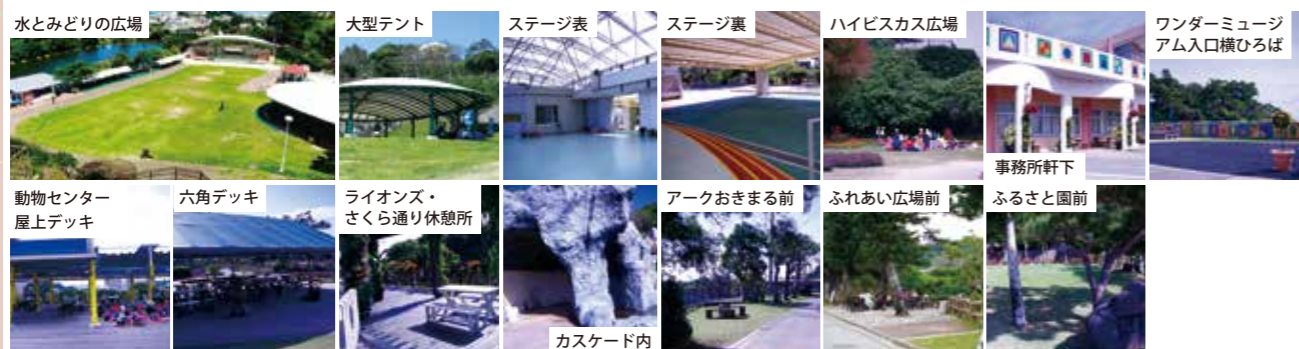 水とみどりの広場
大型テント
ステージ表
ステージ裏
ハイビスカス広場
事務所軒下
ワンダーミュージ
アム入口横ひろば
動物センター
屋上デッキ
六角デッキ
ライオンズ・
さくら通り休憩所
カスケード内
アークおきまる前
ふれあい広場前
ふるさと園前